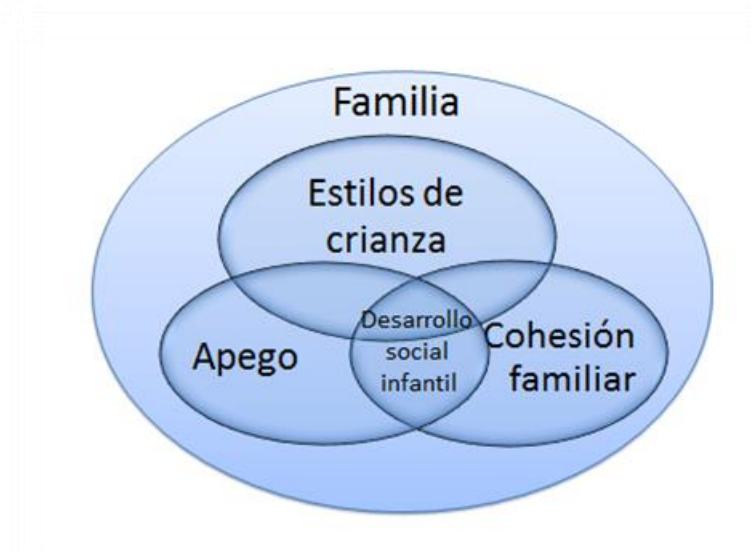 Familia
Estilos de
crianza
Desarrollo
social
infantil
Apego
Cohesión
familiar